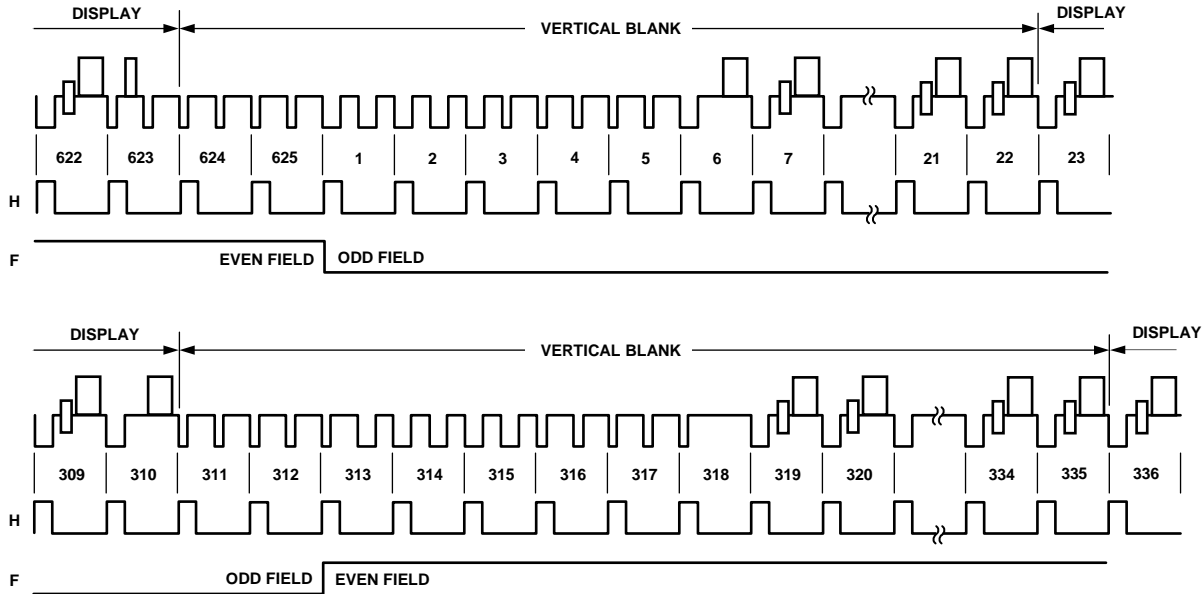 DISPLAY VERTICAL BLANK DISPLAY
622 623 624 625 1 2 3 4 5 6 7 21 22 23
H
F EVEN FIELD ODD FIELD
DISPLAY VERTICAL BLANK DISPLAY
309 310 311 312 313 314 315 316 317 318 319 320 334 335 336
H
F ODD FIELD EVEN FIELD